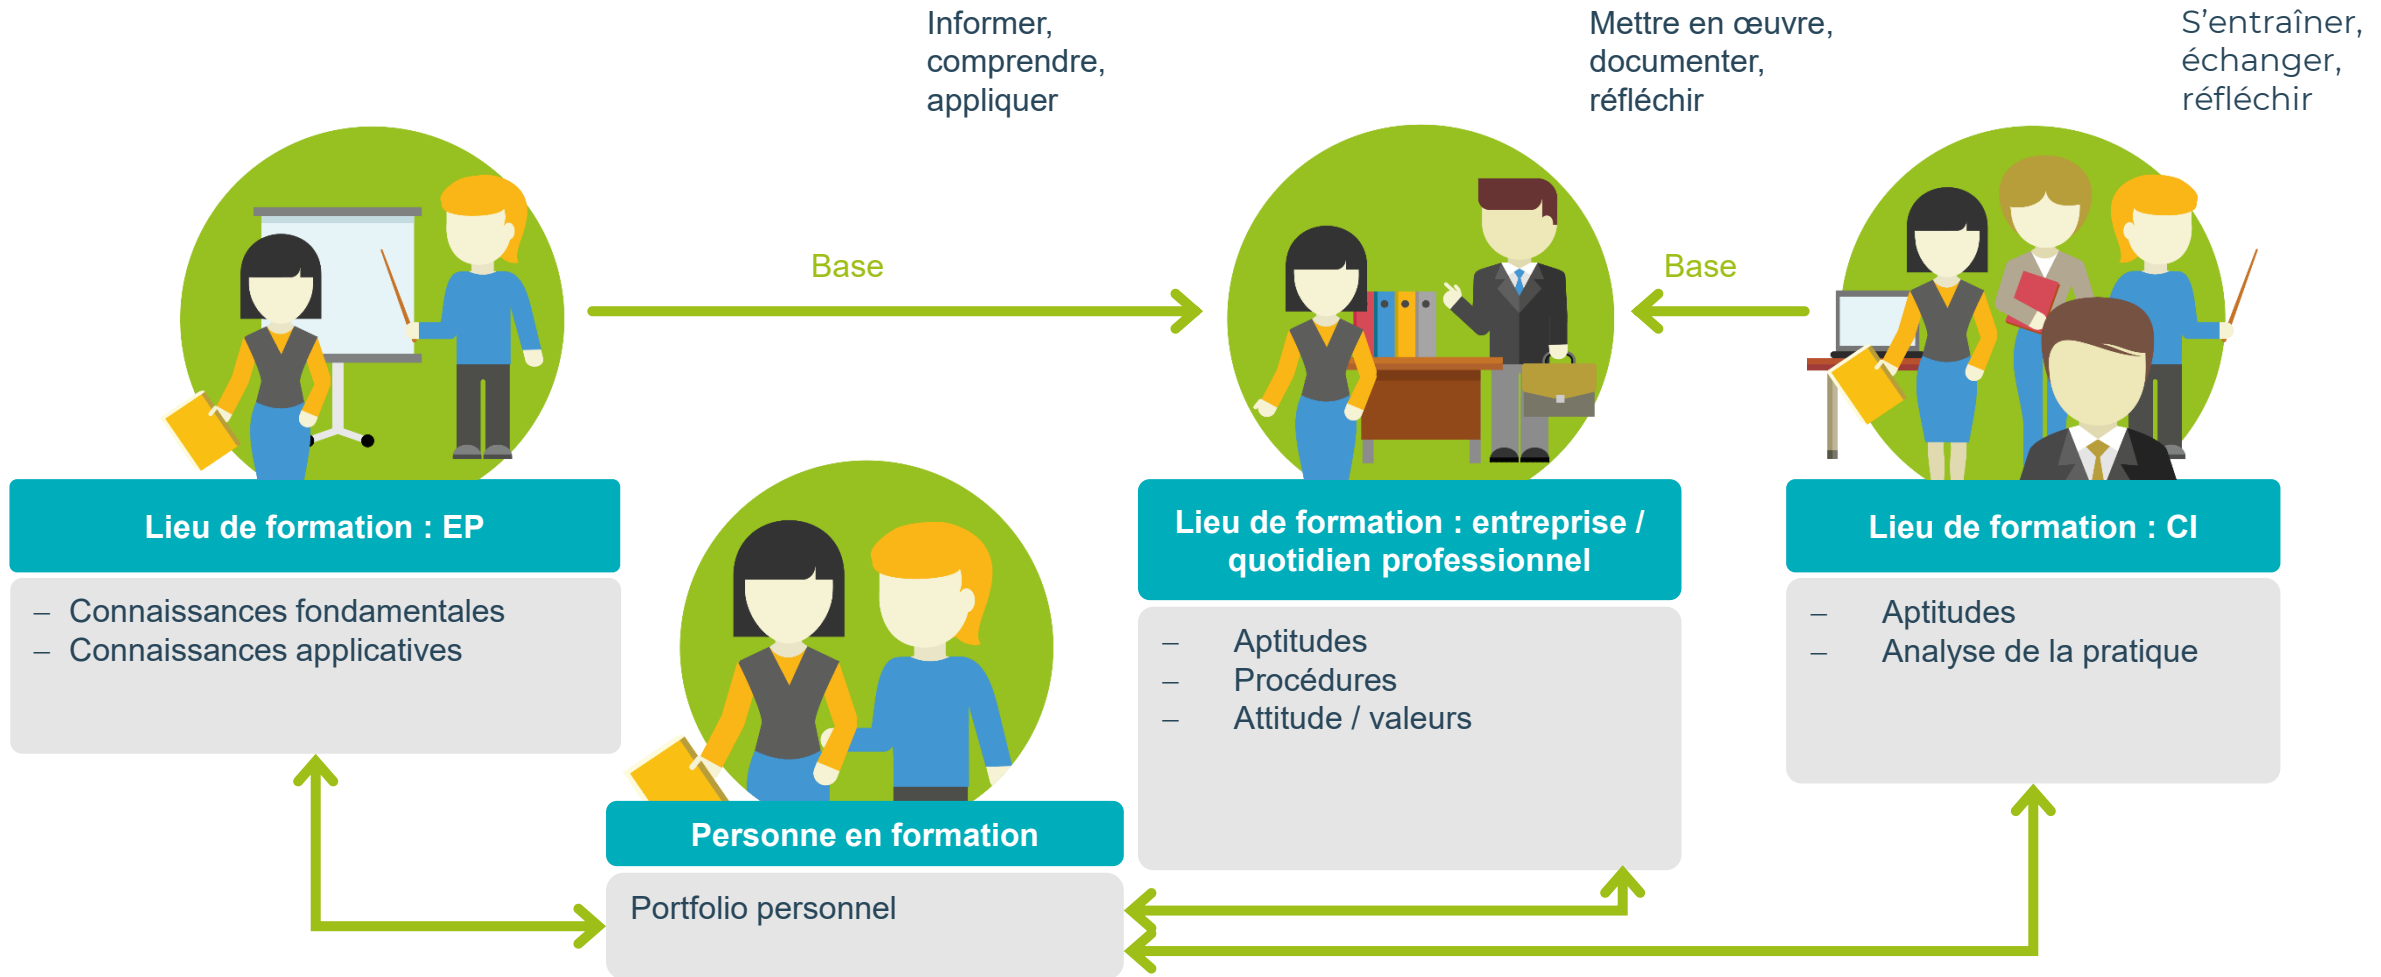 Informer,
comprendre,
appliquer
Mettre en œuvre,
documenter,
réfléchir
S’entraîner,
échanger,
réfléchir
Base
Base
Lieu de formation : EP
– Connaissances fondamentales
– Connaissances applicatives
Lieu de formation : entreprise /
quotidien professionnel
– Aptitudes
– Procédures
– Attitude / valeurs
Lieu de formation : CI
– Aptitudes
– Analyse de la pratique
Personne en formation
Portfolio personnel